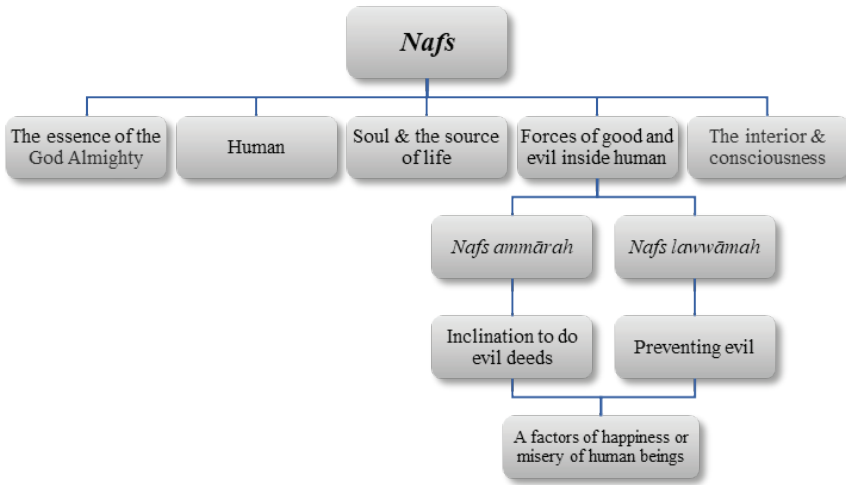 Nafs
The essence of the
God Almighty
Human
Soul & the source
of life
Forces of good and
evil inside human
The interior &
consciousness
Nafs ammārah
Nafs lawwāmah
Inclination to do
evil deeds
Preventing evil
A factors of happiness or
misery of human beings